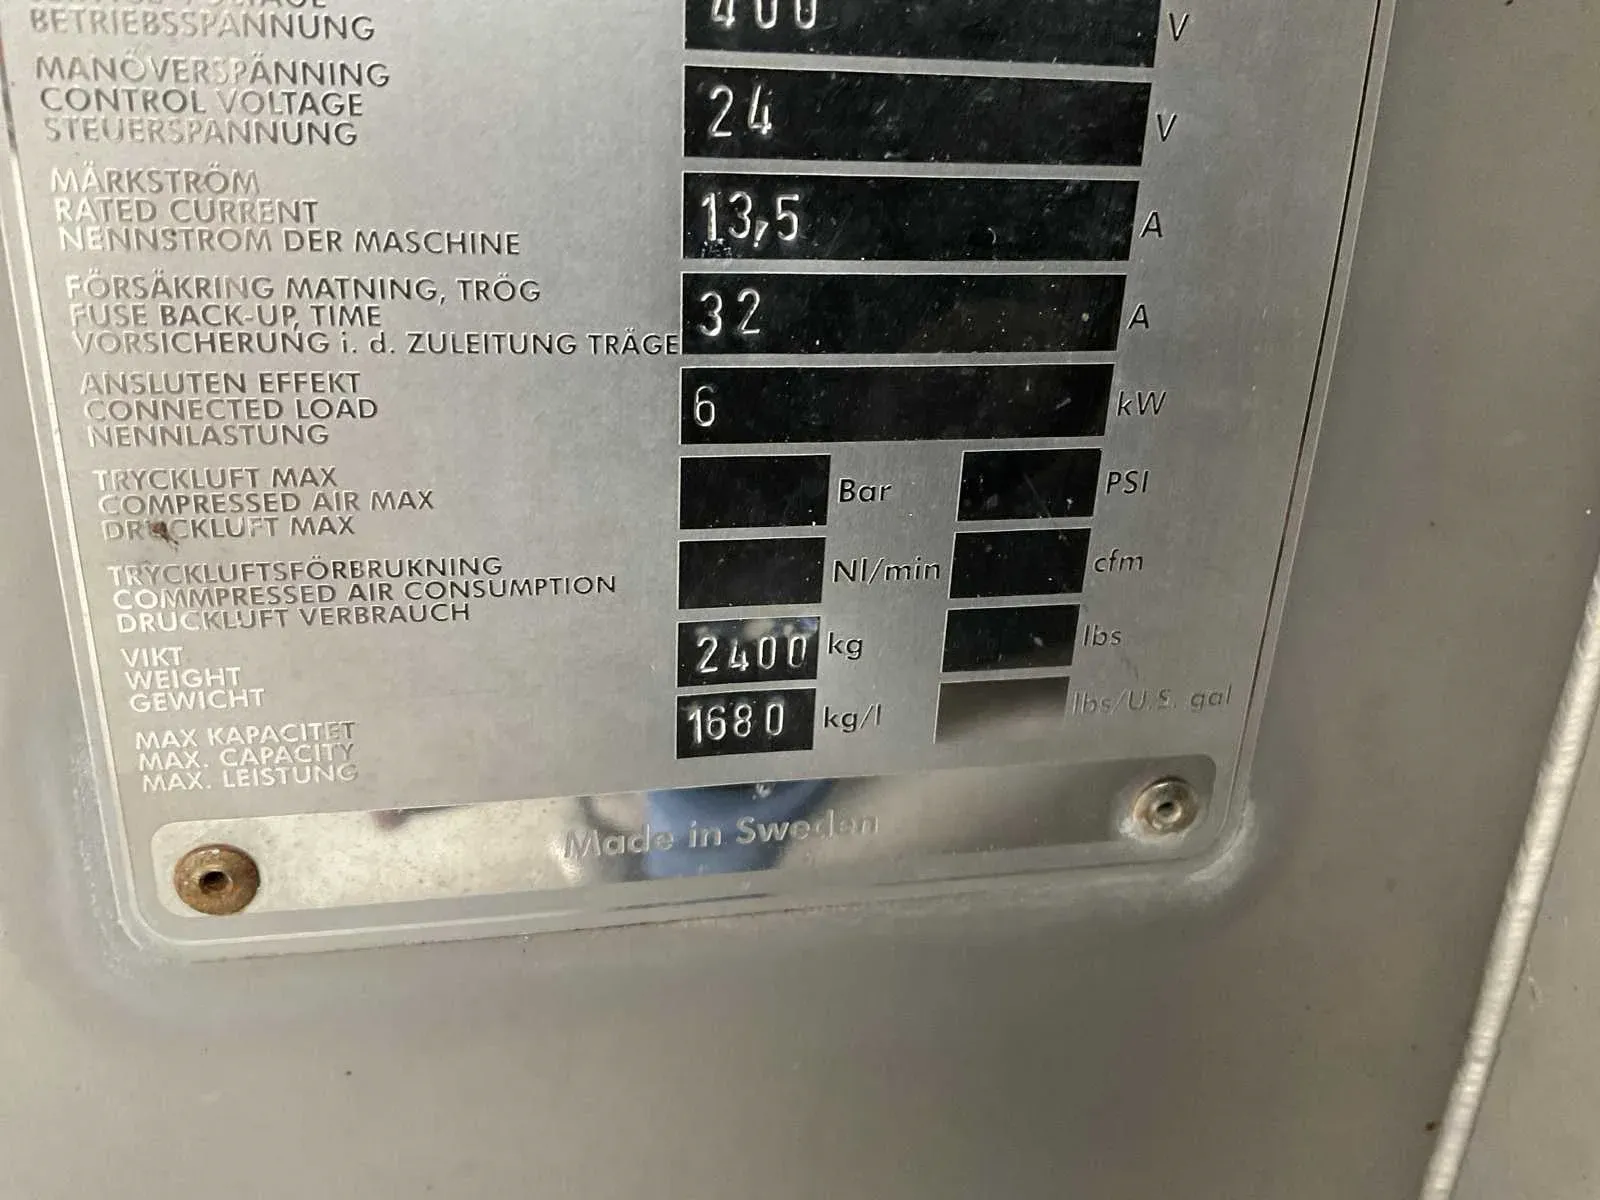 SERVICE VOLTAGE
BETRIEBSSPANNUNG 400 V
MANÖVERSPÄNNING
CONTROL VOLTAGE 24 V
STEUERSPANNUNG
MÄRKSTRÖM
RATED CURRENT 13,5 A
NENNSTROM DER MASCHINE
FÖRSÄKRING MATNING, TRÖG
FUSE BACK-UP, TIME 32 A
VORSICHERUNG i. d. ZULEITUNG TRÄGE
ANSLUTEN EFFEKT
CONNECTED LOAD 6 kW
NENNLASTUNG
TRYCKLUFT MAX
COMPRESSED AIR MAX Bar PSI
DRUCKLUFT MAX
TRYCKLUFTSFÖRBRUKNING
COMMPRESSED AIR CONSUMPTION Nl/min cfm
DRUCKLUFT VERBRAUCH
VIKT
WEIGHT 2400 kg lbs
GEWICHT
MAX KAPACITET
MAX. CAPACITY 1680 kg/l lbs/U.S. gal
MAX. LEISTUNG
Made in Sweden